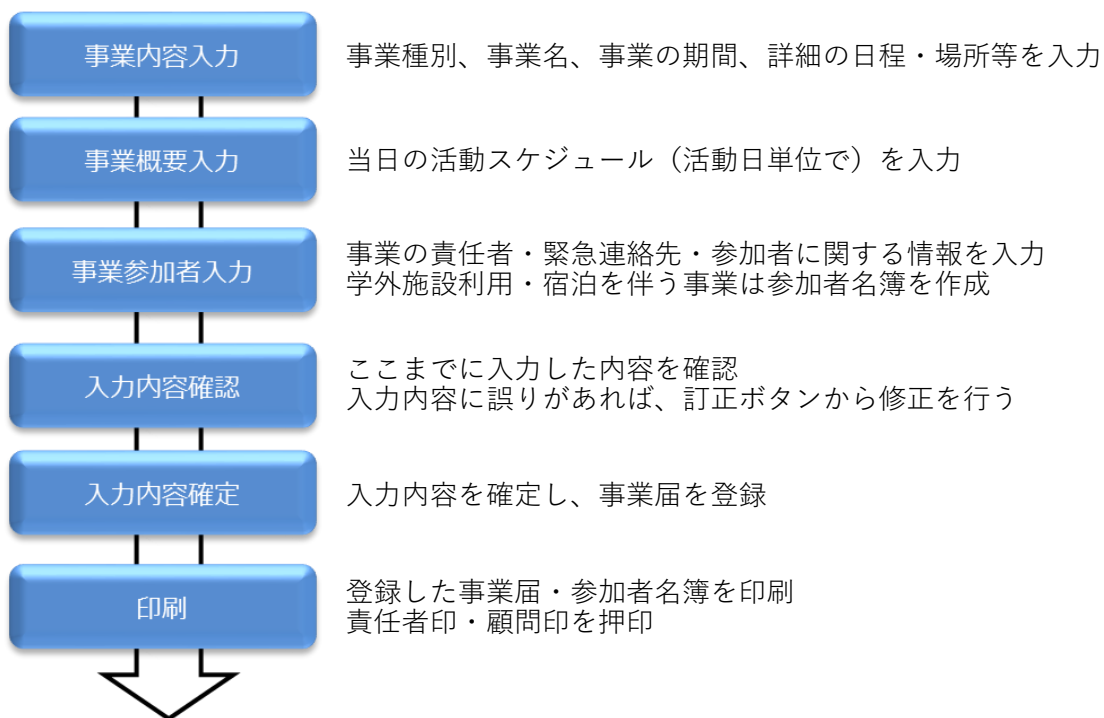 事業内容入力
事業種別、事業名、事業の期間、詳細の日程・場所等を入力
事業概要入力
当日の活動スケジュール（活動日単位で）を入力
事業参加者入力
事業の責任者・緊急連絡先・参加者に関する情報を入力
学外施設利用・宿泊を伴う事業は参加者名簿を作成
入力内容確認
ここまでに入力した内容を確認
入力内容に誤りがあれば、訂正ボタンから修正を行う
入力内容確定
入力内容を確定し、事業届を登録
印刷
登録した事業届・参加者名簿を印刷
責任者印・顧問印を押印